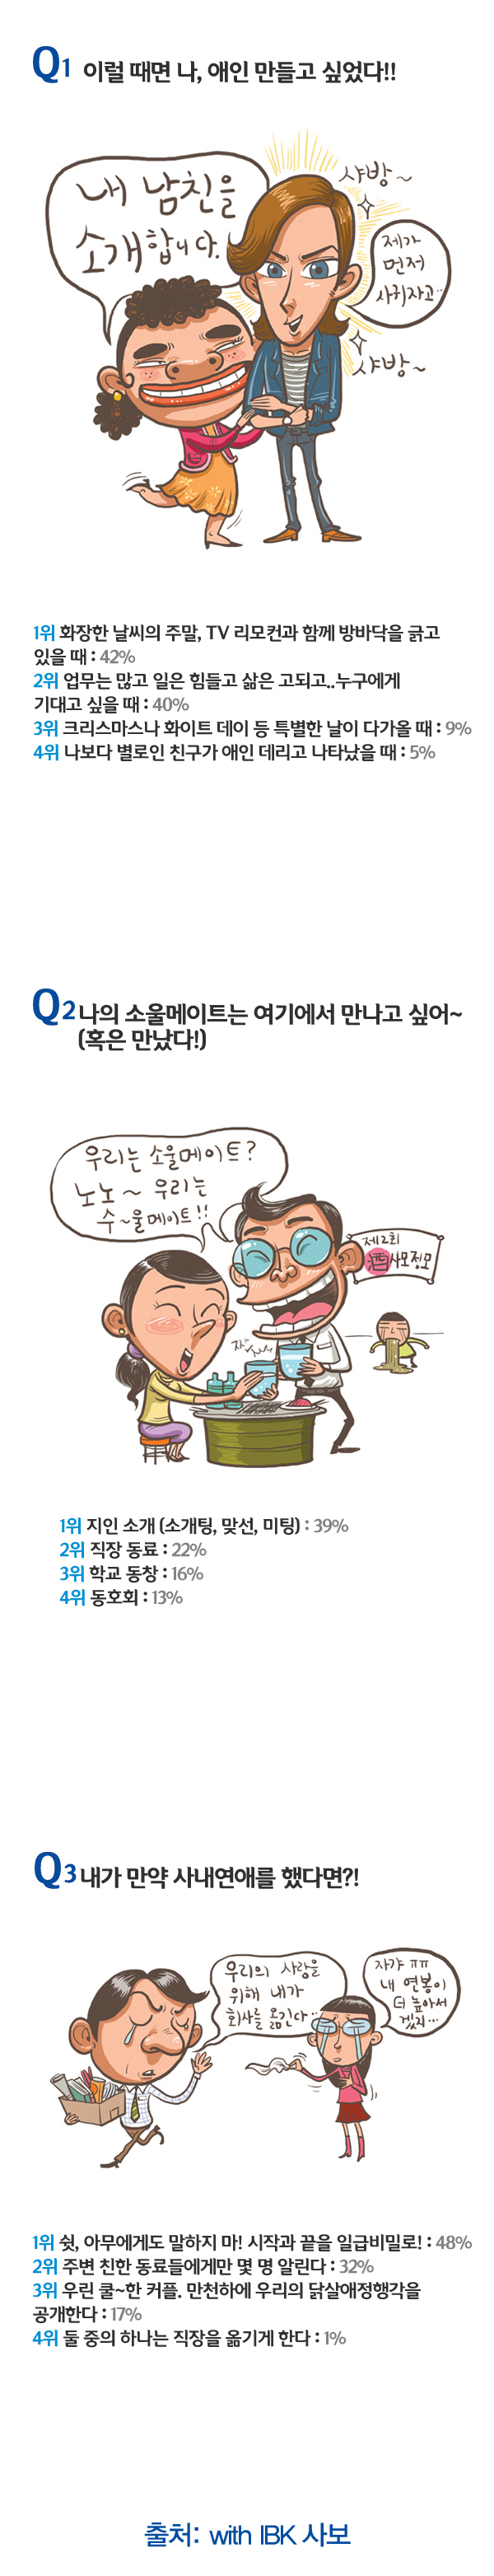 Q1 이럴 때면 나, 애인 만들고 싶었다!!
내 남친을
소개합니다.
샤방~
제가
먼저
사귀자고..
샤방~
1위 화장한 날씨의 주말, TV 리모컨과 함께 방바닥을 긁고
있을 때 : 42%
2위 업무는 많고 일은 힘들고 삶은 고되고..누구에게
기대고 싶을 때 : 40%
3위 크리스마스나 화이트 데이 등 특별한 날이 다가올 때 : 9%
4위 나보다 별로인 친구가 애인 데리고 나타났을 때 : 5%
Q2 나의 소울메이트는 여기에서 만나고 싶어~
(혹은 만났다!)
우리는 소울메이트?
노노~ 우리는
수~울메이트!!
제2회
酒사모정모
짠
1위 지인 소개 (소개팅, 맞선, 미팅) : 39%
2위 직장 동료 : 22%
3위 학교 동창 : 16%
4위 동호회 : 13%
Q3 내가 만약 사내연애를 했다면?!
우리의 사랑을
위해 내가
회사를 옮긴다...
자갸 ㅠㅠ
내 연봉이
더 높아서
겠지...
1위 쉿, 아무에게도 말하지 마! 시작과 끝을 일급비밀로! : 48%
2위 주변 친한 동료들에게만 몇 명 알린다 : 32%
3위 우린 쿨~한 커플. 만천하에 우리의 닭살애정행각을
공개한다 : 17%
4위 둘 중의 하나는 직장을 옮기게 한다 : 1%
출처: with IBK 사보